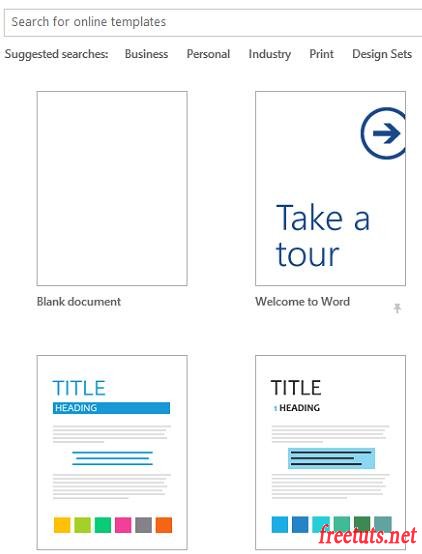 Search for online templates
Suggested searches: Business Personal Industry Print Design Sets
Take a
tour
Blank document
Welcome to Word
TITLE
HEADING
TITLE
1 HEADING
freetuts.net